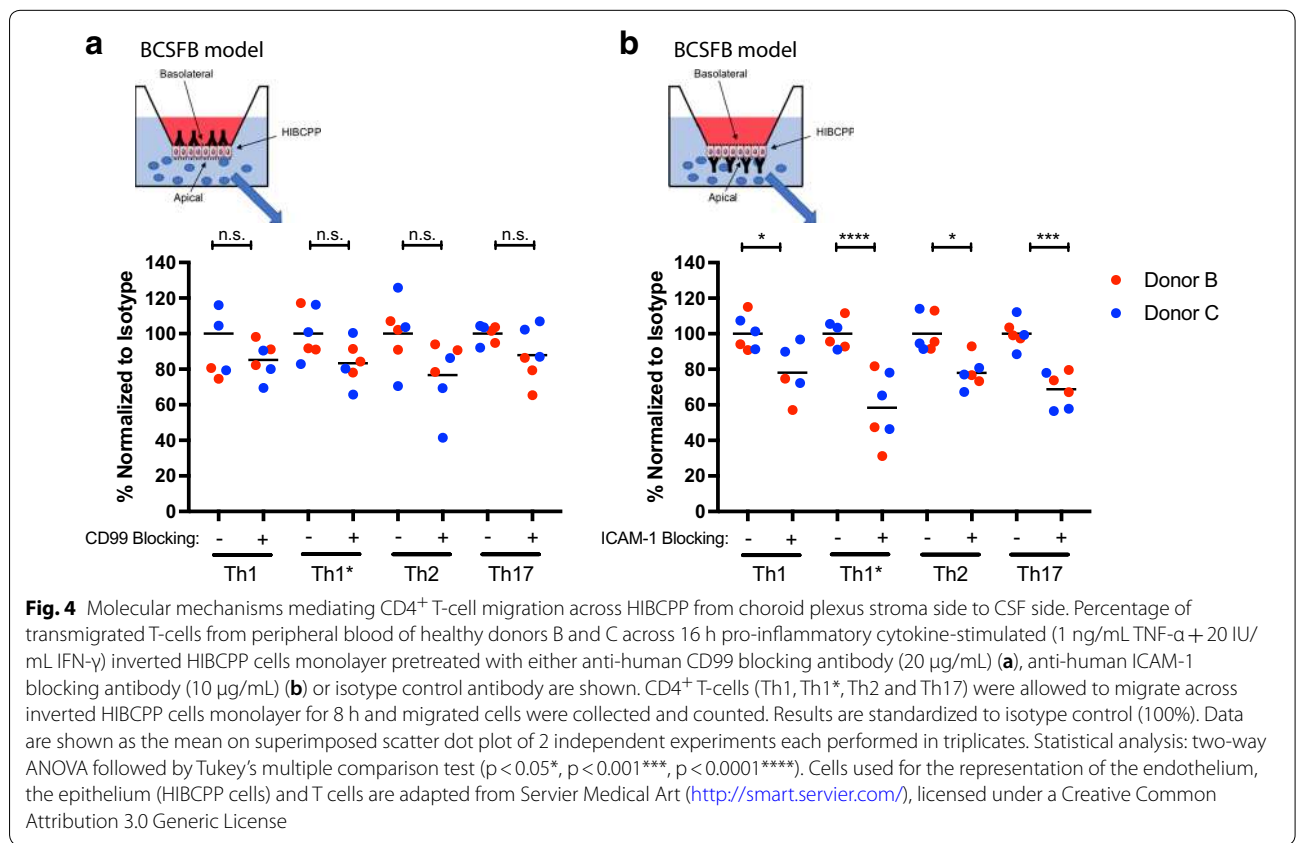 a
BCSFB model
Basolateral
HIBCPP
Apical
n.s. n.s. n.s. n.s.
% Normalized to Isotype
140
120
100
80
60
40
20
0
CD99 Blocking: - + - + - + - +
Th1 Th1* Th2 Th17
b
BCSFB model
Basolateral
HIBCPP
Apical
* **** * ***
% Normalized to Isotype
140
120
100
80
60
40
20
0
ICAM-1 Blocking: - + - + - + - +
Th1 Th1* Th2 Th17
Donor B
Donor C
Fig. 4 Molecular mechanisms mediating CD4+ T-cell migration across HIBCPP from choroid plexus stroma side to CSF side. Percentage of
transmigrated T-cells from peripheral blood of healthy donors B and C across 16 h pro-inflammatory cytokine-stimulated (1 ng/mL TNF-α + 20 IU/
mL IFN-γ) inverted HIBCPP cells monolayer pretreated with either anti-human CD99 blocking antibody (20 µg/mL) (a), anti-human ICAM-1
blocking antibody (10 µg/mL) (b) or isotype control antibody are shown. CD4+ T-cells (Th1, Th1*, Th2 and Th17) were allowed to migrate across
inverted HIBCPP cells monolayer for 8 h and migrated cells were collected and counted. Results are standardized to isotype control (100%). Data
are shown as the mean on superimposed scatter dot plot of 2 independent experiments each performed in triplicates. Statistical analysis: two-way
ANOVA followed by Tukey's multiple comparison test (p < 0.05*, p < 0.001***, p < 0.0001****). Cells used for the representation of the endothelium,
the epithelium (HIBCPP cells) and T cells are adapted from Servier Medical Art (http://smart.servier.com/), licensed under a Creative Common
Attribution 3.0 Generic License